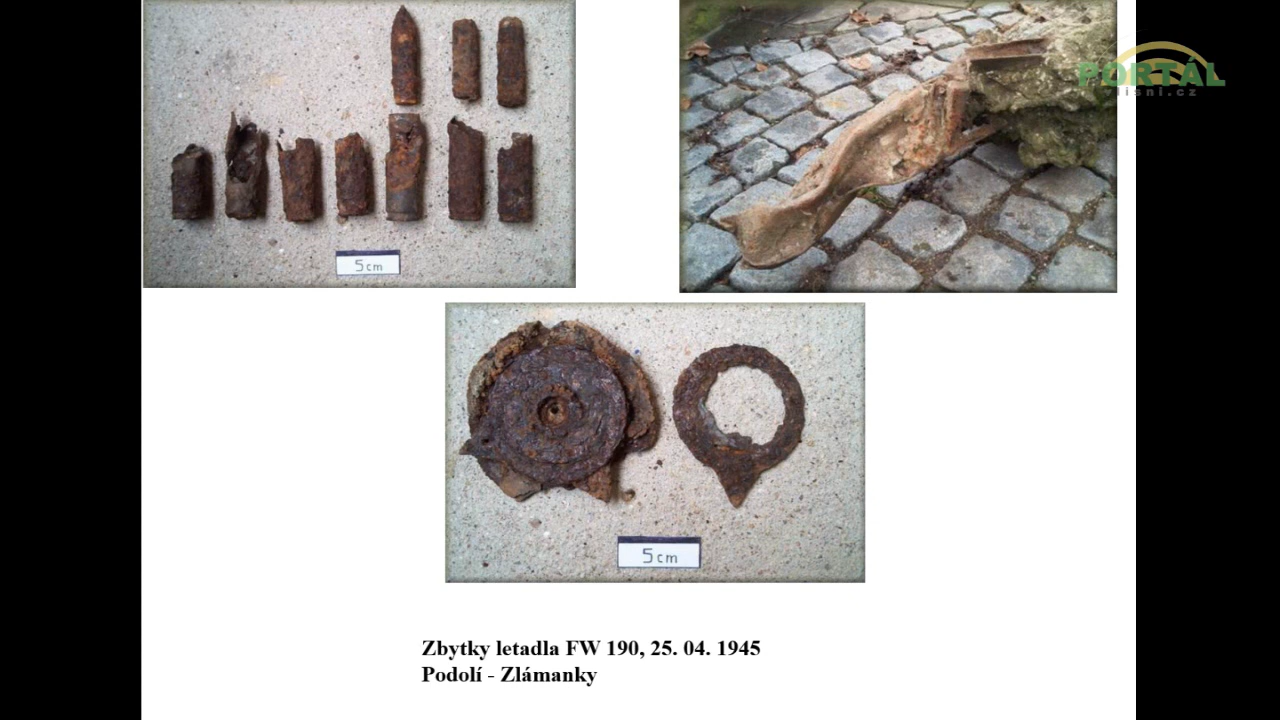 PORTÁL
5cm
5cm
Zbytky letadla FW 190, 25. 04. 1945
Podolí - Zlámanky